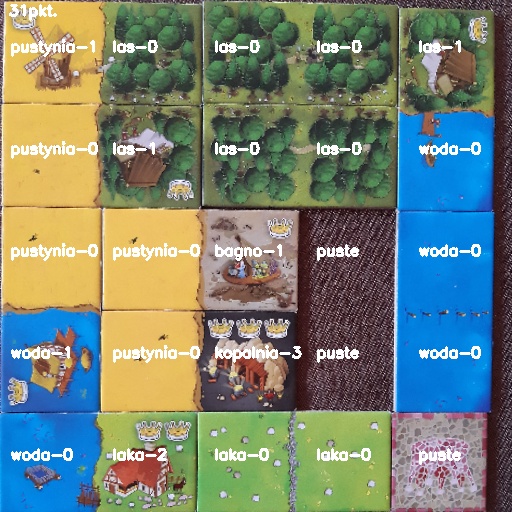 31pkt.
pustynia-1 las-0 las-0 las-0 las-1
pustynia-0 las-1 las-0 las-0 woda-0
pustynia-0 pustynia-0 bagno-1 puste woda-0
woda-1 pustynia-0 kopalnia-3 puste woda-0
woda-0 laka-2 laka-0 laka-0 puste